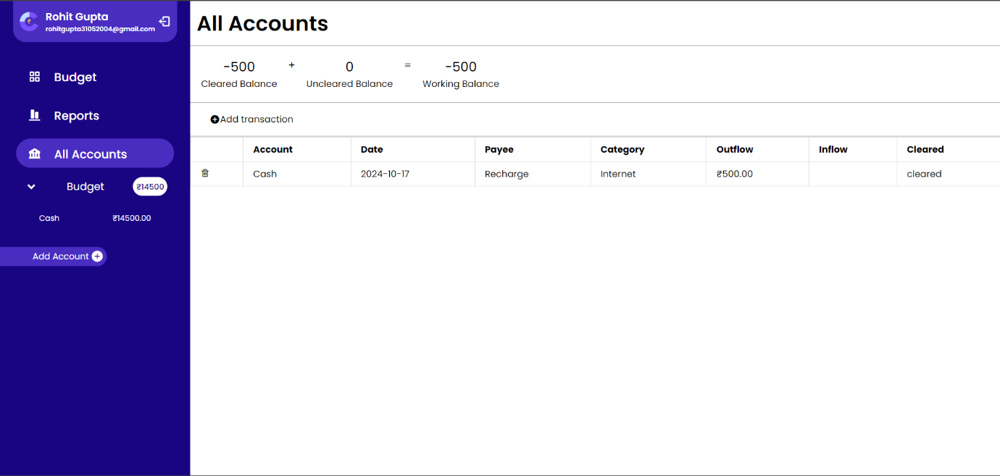 Rohit Gupta
rohitgupta31052004@gmail.com
Budget
Reports
All Accounts
Budget ₹14500
Cash ₹14500.00
Add Account
All Accounts
-500 + 0 = -500
Cleared Balance Uncleared Balance Working Balance
Add transaction
Account Date Payee Category Outflow Inflow Cleared
Cash 2024-10-17 Recharge Internet ₹500.00 cleared